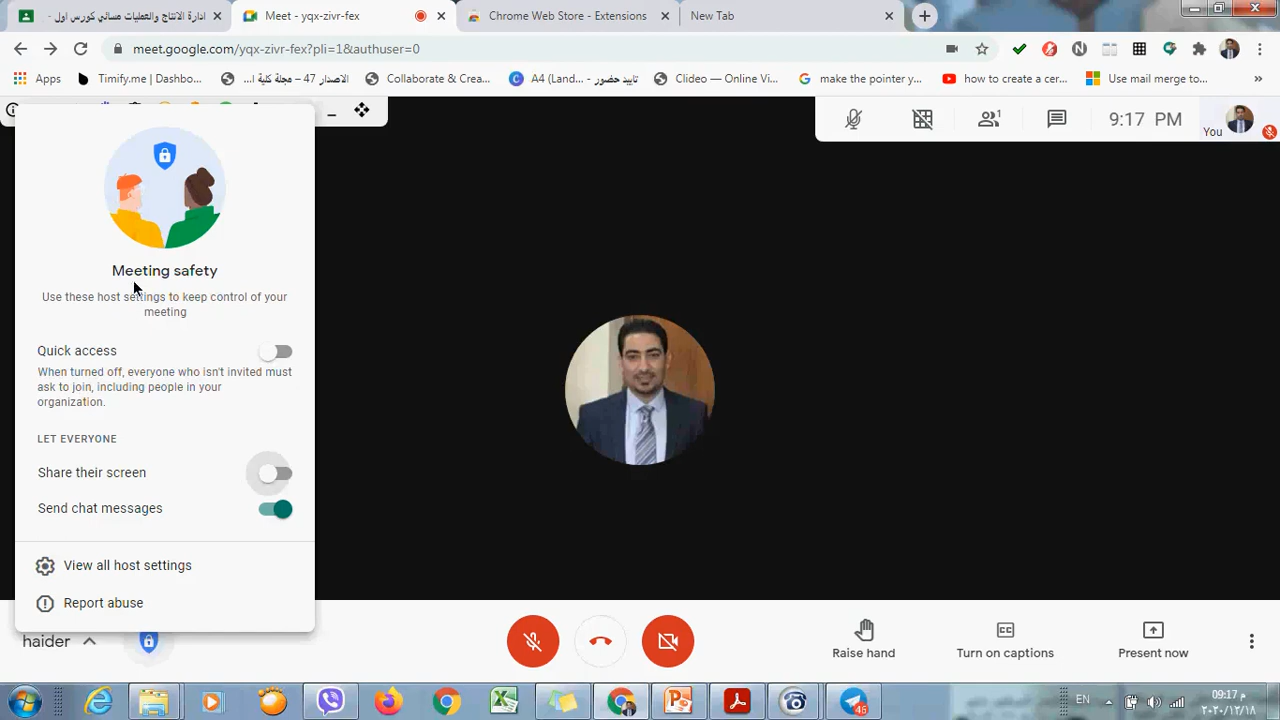 ادارة الانتاج والعمليات مسائي كورس اول -
Meet - yqx-zivr-fex
Chrome Web Store - Extensions
New Tab
meet.google.com/yqx-zivr-fex?pli=1&authuser=0
Apps
Timify.me | Dashbo...
الاصدار 47 – مجلة كلية ا...
Collaborate & Crea...
A4 (Land...
تاييد حضور -
Clideo — Online Vi...
make the pointer y...
how to create a cer...
Use mail merge to...
»
1
9:17 PM
You
Meeting safety
Use these host settings to keep control of your
meeting
Quick access
When turned off, everyone who isn't invited must
ask to join, including people in your
organization.
LET EVERYONE
Share their screen
Send chat messages
View all host settings
Report abuse
haider
Raise hand
CC
Turn on captions
Present now
46
EN
09:17 م
٢٠٢٠/١٢/١٨